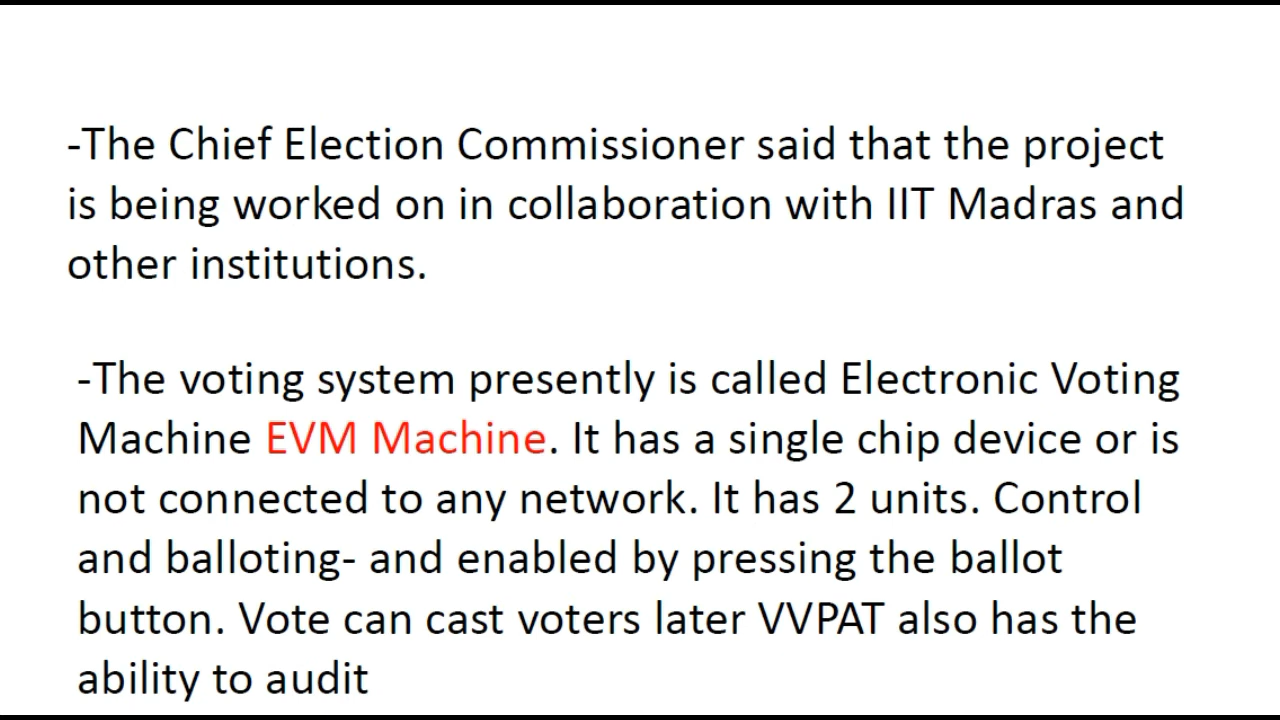 -The Chief Election Commissioner said that the project
is being worked on in collaboration with IIT Madras and
other institutions.
-The voting system presently is called Electronic Voting
Machine EVM Machine. It has a single chip device or is
not connected to any network. It has 2 units. Control
and balloting- and enabled by pressing the ballot
button. Vote can cast voters later VVPAT also has the
ability to audit